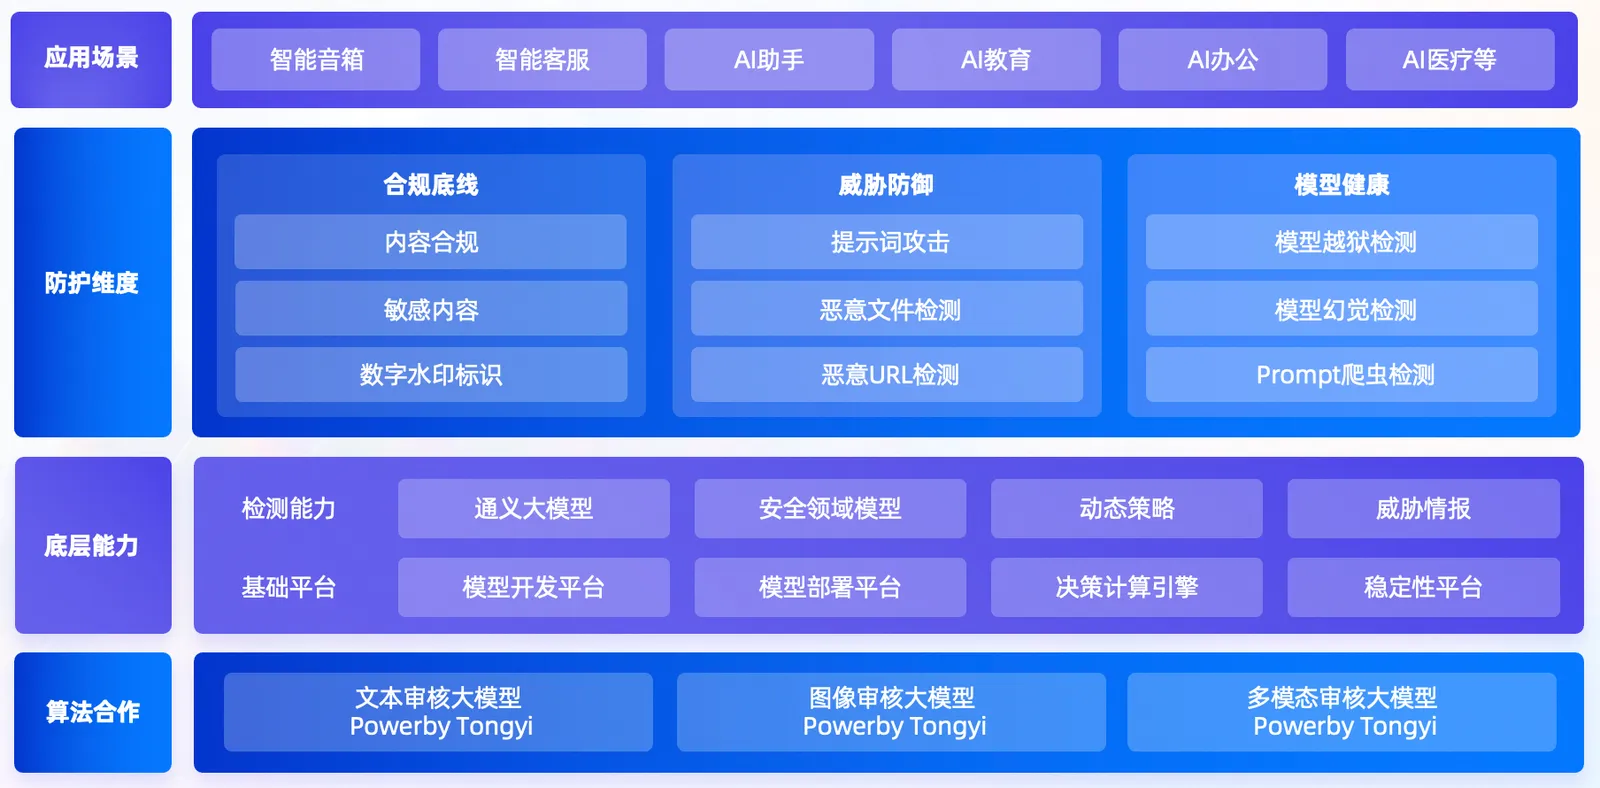 应用场景
智能音箱
智能客服
AI助手
AI教育
AI办公
AI医疗等
防护维度
合规底线
内容合规
敏感内容
数字水印标识
威胁防御
提示词攻击
恶意文件检测
恶意URL检测
模型健康
模型越狱检测
模型幻觉检测
Prompt爬虫检测
底层能力
检测能力
通义大模型
安全领域模型
动态策略
威胁情报
基础平台
模型开发平台
模型部署平台
决策计算引擎
稳定性平台
算法合作
文本审核大模型
Powerby Tongyi
图像审核大模型
Powerby Tongyi
多模态审核大模型
Powerby Tongyi